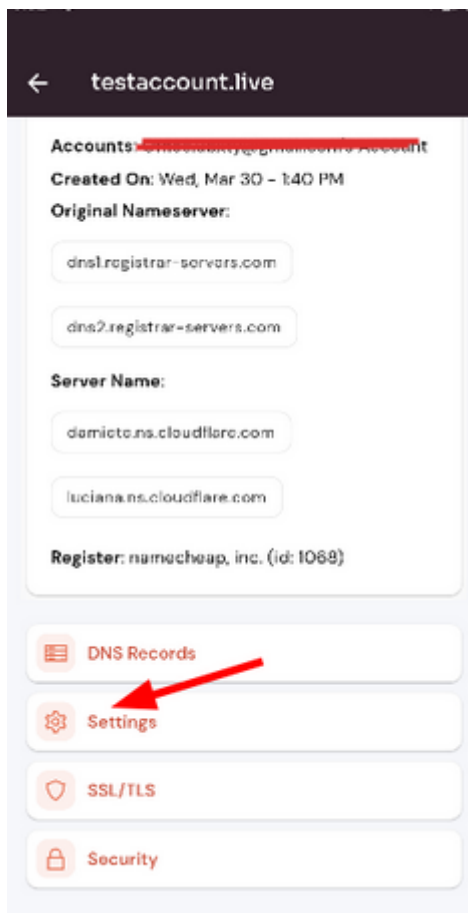 testaccount.live
Accounts: Account
Created On: Wed, Mar 30 - 1:40 PM
Original Nameserver:
dns1.registrar-servers.com
dns2.registrar-servers.com
Server Name:
luciana.ns.cloudflare.com
Register: namecheap, inc. (id: 1068)
DNS Records
Settings
SSL/TLS
Security